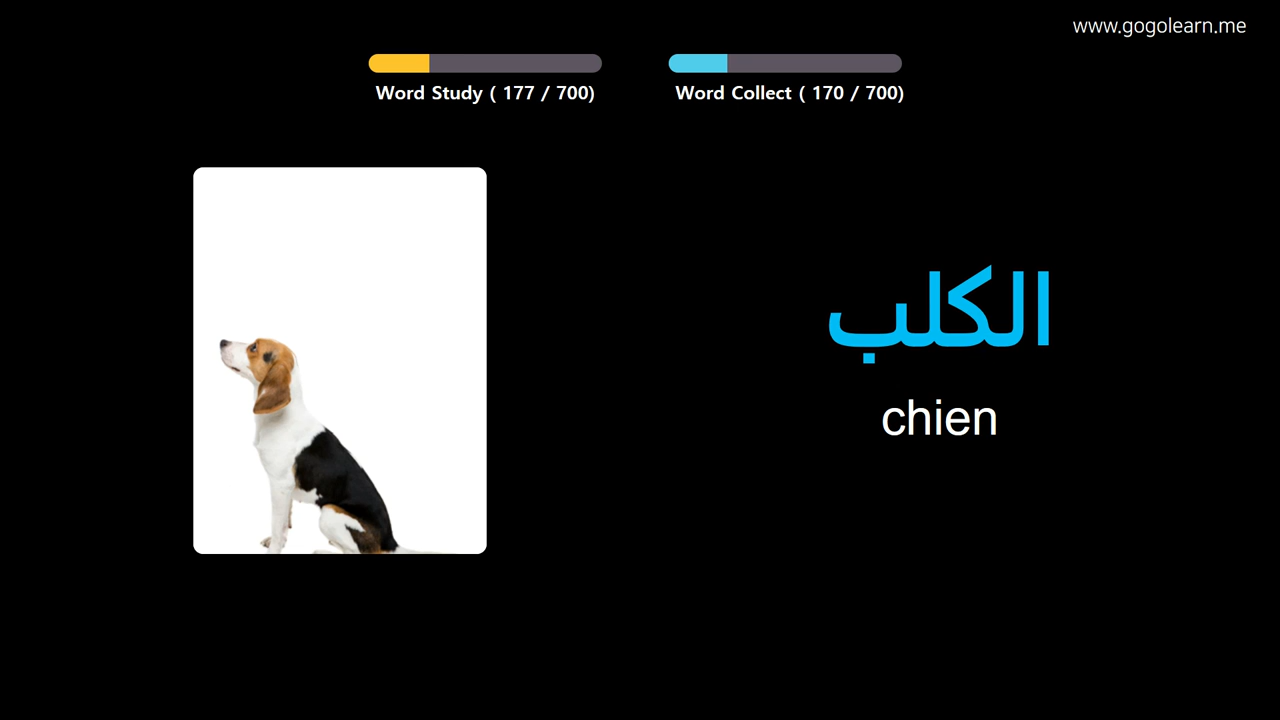 www.gogolearn.me
Word Study ( 177 / 700)
Word Collect ( 170 / 700)
الكلب
chien